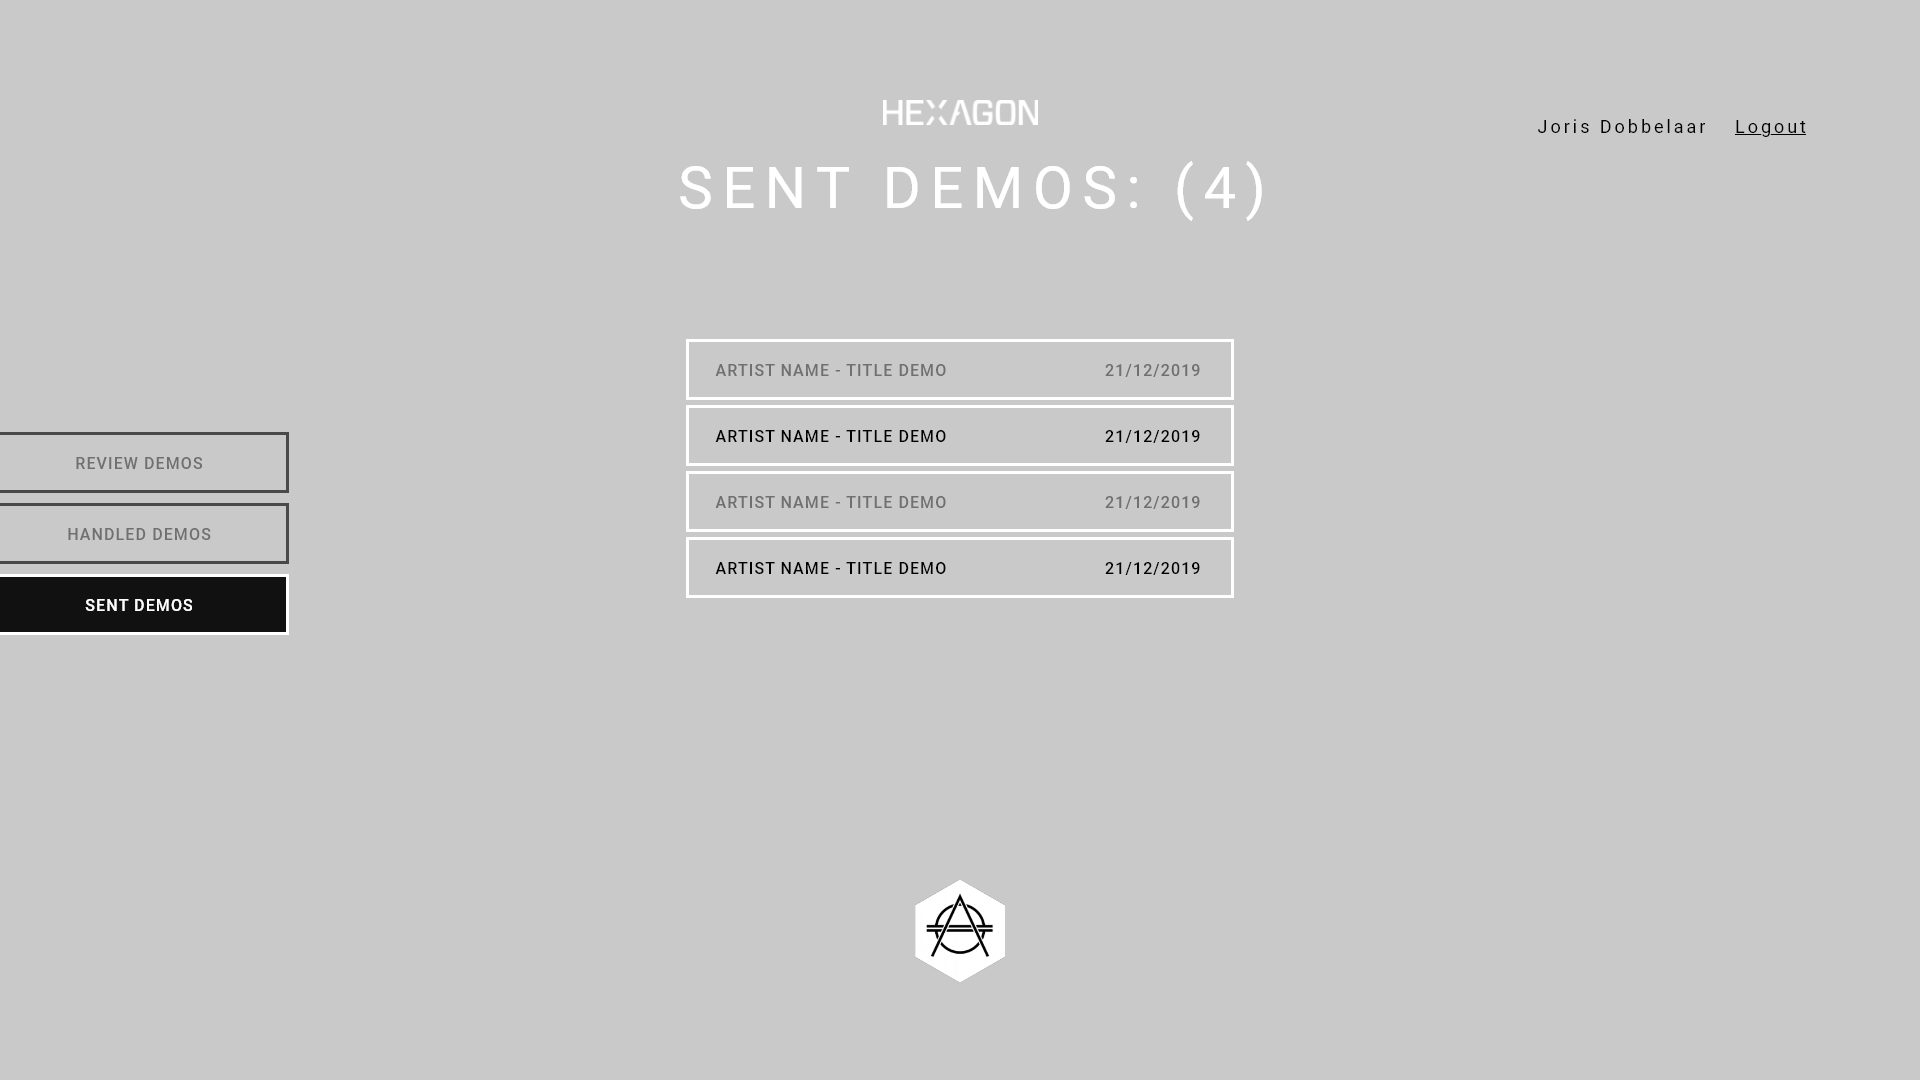 HEXAGON
Joris Dobbelaar Logout
SENT DEMOS: (4)
ARTIST NAME - TITLE DEMO 21/12/2019
ARTIST NAME - TITLE DEMO 21/12/2019
ARTIST NAME - TITLE DEMO 21/12/2019
ARTIST NAME - TITLE DEMO 21/12/2019
REVIEW DEMOS
HANDLED DEMOS
SENT DEMOS